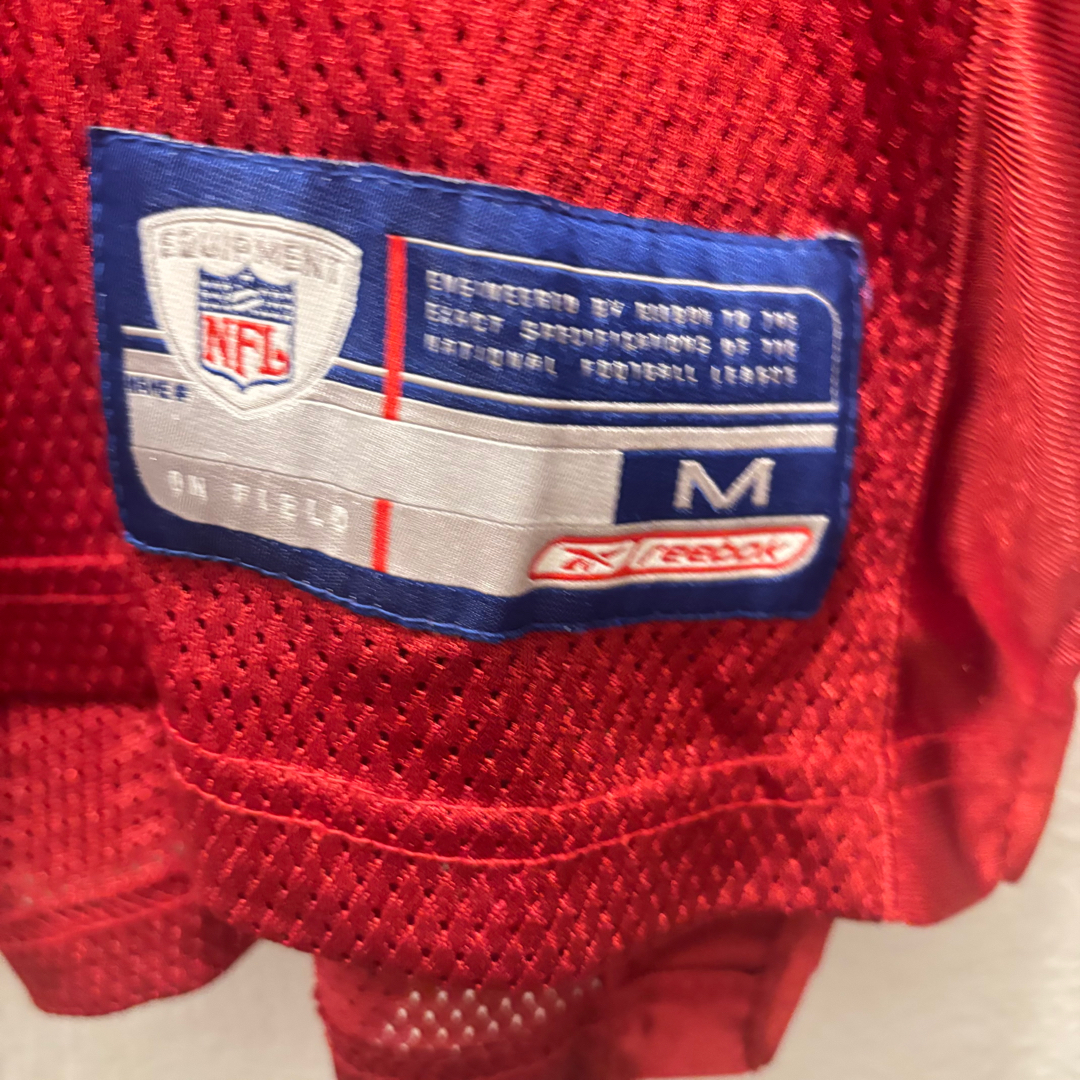 EQUIPMENT
NFL
ENGINEERED BY REEBOK TO THE
EXACT SPECIFICATIONS OF THE
NATIONAL FOOTBALL LEAGUE
ON FIELD
M
reebok